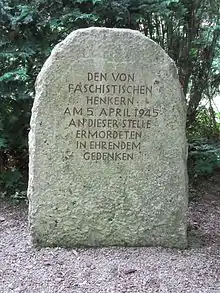 DEN VON
FASCHISTISCHEN
HENKERN
AM 5. APRIL 1945
AN DIESER STELLE
ERMORDETEN
IN EHRENDEM
GEDENKEN